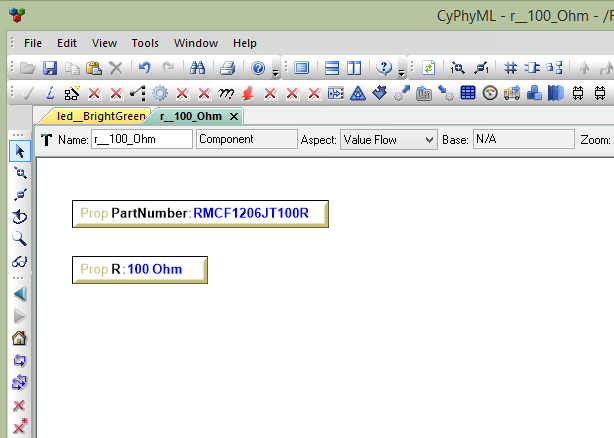 CyPhyML - r__100_Ohm - /F
File Edit View Tools Window Help
led__BrightGreen r__100_Ohm
T Name: r__100_Ohm Component Aspect: Value Flow Base: N/A Zoom:
Prop PartNumber:RMCF1206JT100R
Prop R:100 Ohm